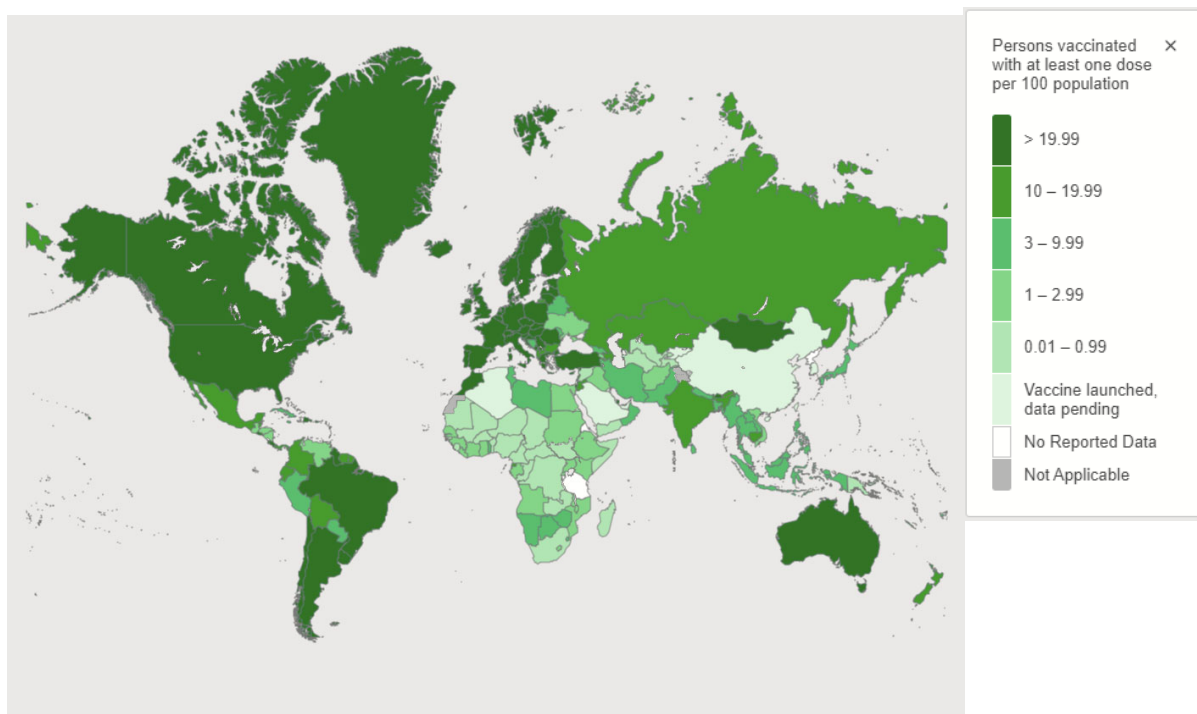 Persons vaccinated
with at least one dose
per 100 population
> 19.99
10 – 19.99
3 – 9.99
1 – 2.99
0.01 – 0.99
Vaccine launched,
data pending
No Reported Data
Not Applicable